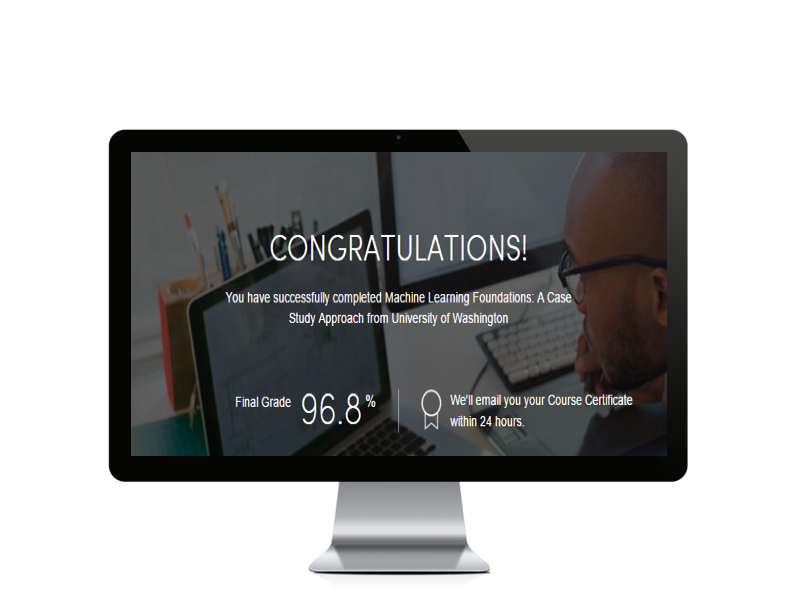 CONGRATULATIONS!
You have successfully completed Machine Learning Foundations: A Case
Study Approach from University of Washington
Final Grade 96.8 %
We'll email you your Course Certificate
within 24 hours.